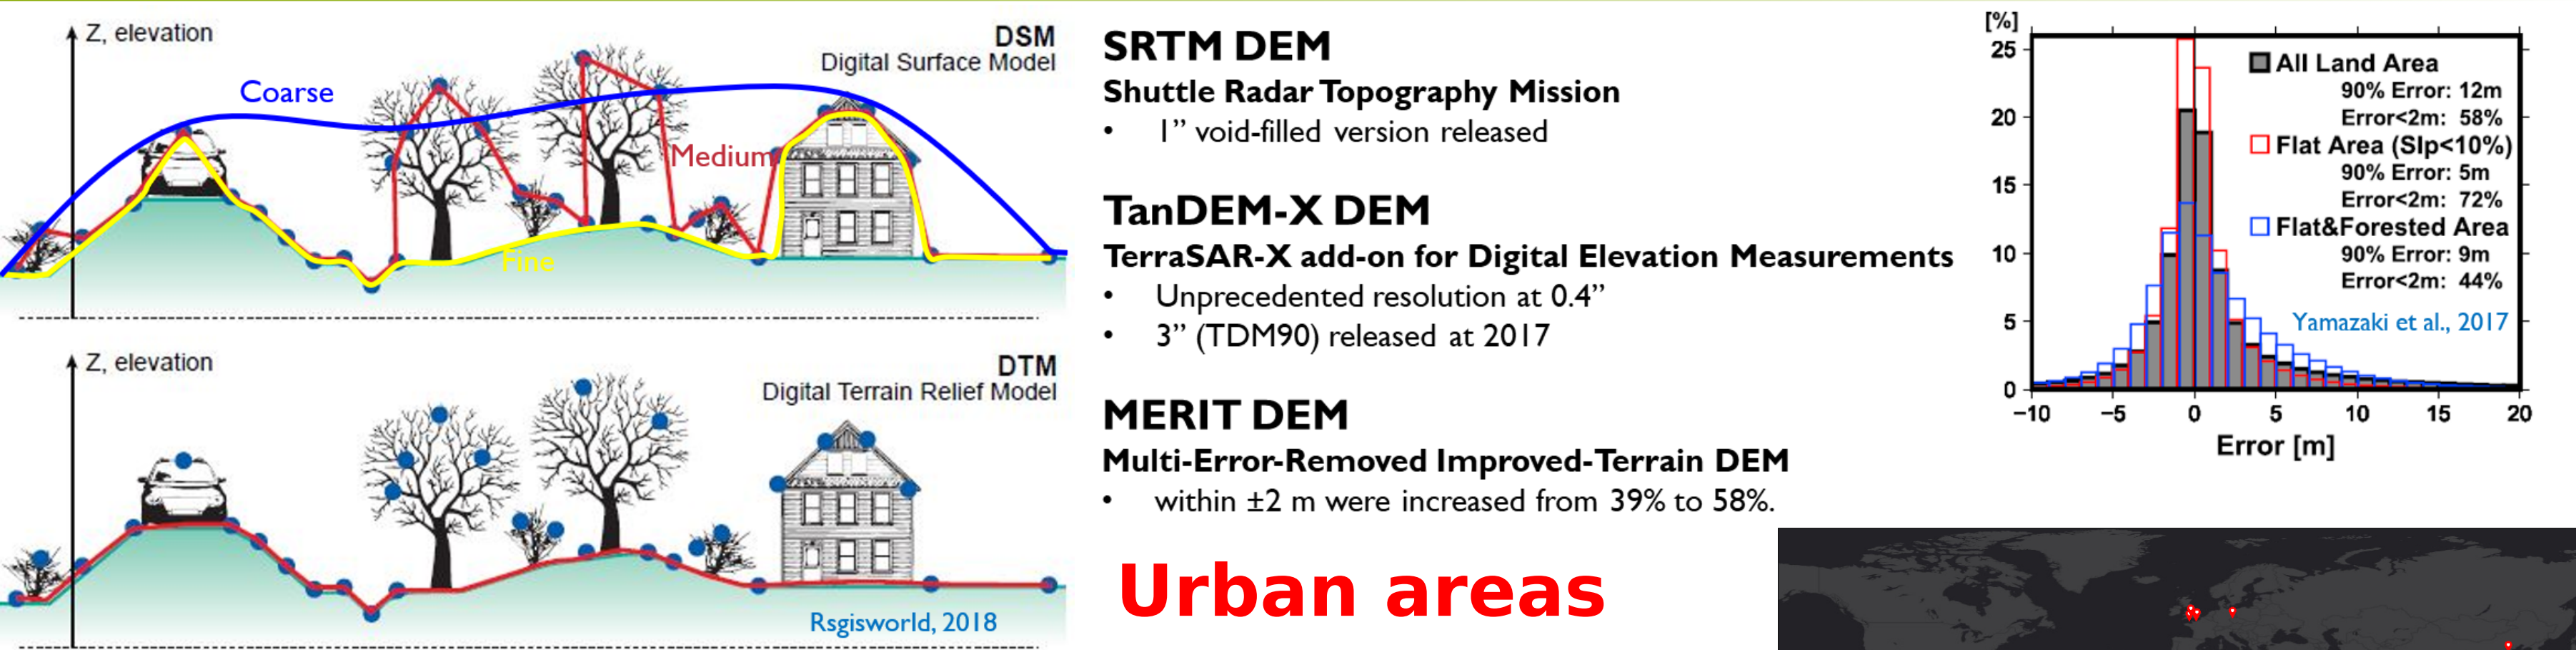 Z, elevation
DSM
Digital Surface Model
Coarse
Medium
Fine
Z, elevation
DTM
Digital Terrain Relief Model
Rsgisworld, 2018
SRTM DEM
Shuttle Radar Topography Mission
• 1” void-filled version released
TanDEM-X DEM
TerraSAR-X add-on for Digital Elevation Measurements
• Unprecedented resolution at 0.4”
• 3” (TDM90) released at 2017
MERIT DEM
Multi-Error-Removed Improved-Terrain DEM
• within ±2 m were increased from 39% to 58%.
Urban areas
[%]
25
20
15
10
5
0
All Land Area
90% Error: 12m
Error<2m: 58%
Flat Area (Slp<10%)
90% Error: 5m
Error<2m: 72%
Flat&Forested Area
90% Error: 9m
Error<2m: 44%
Yamazaki et al., 2017
−10 −5 0 5 10 15 20
Error [m]